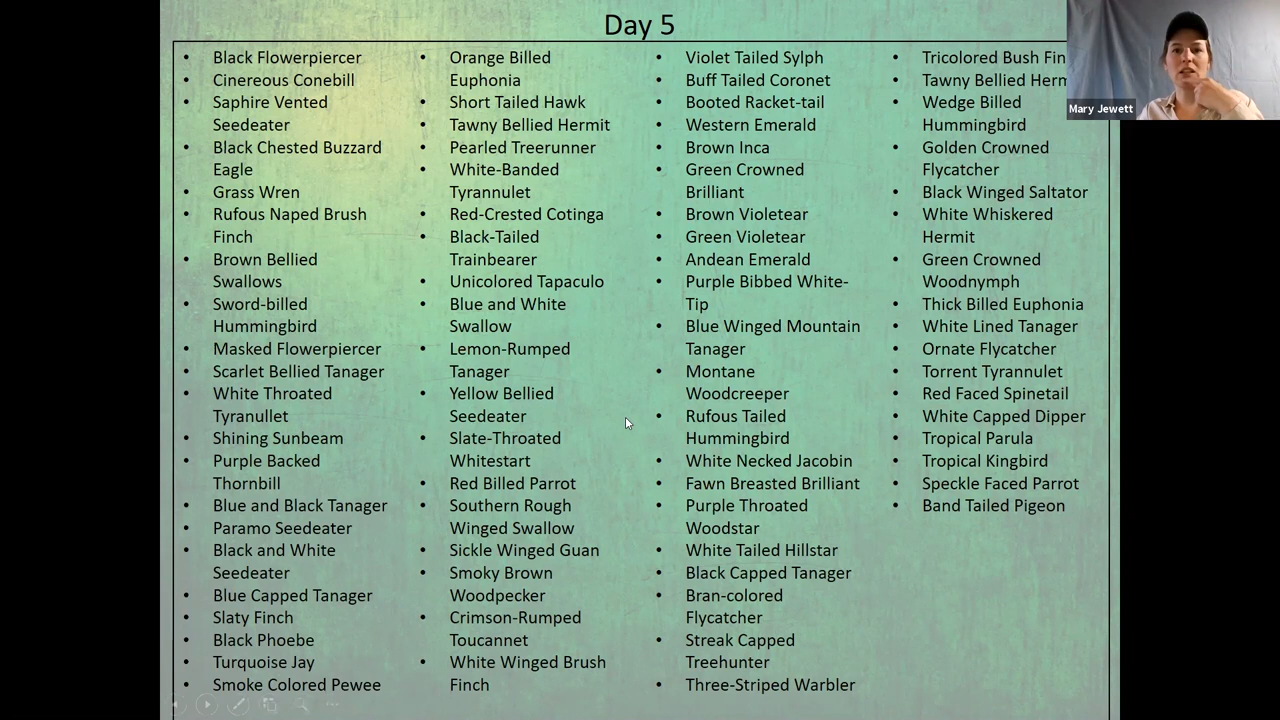 Day 5
Black Flowerpiercer
Cinereous Conebill
Saphire Vented
Seedeater
Black Chested Buzzard
Eagle
Grass Wren
Rufous Naped Brush
Finch
Brown Bellied
Swallows
Sword-billed
Hummingbird
Masked Flowerpiercer
Scarlet Bellied Tanager
White Throated
Tyranullet
Shining Sunbeam
Purple Backed
Thornbill
Blue and Black Tanager
Paramo Seedeater
Black and White
Seedeater
Blue Capped Tanager
Slaty Finch
Black Phoebe
Turquoise Jay
Smoke Colored Pewee
Orange Billed
Euphonia
Short Tailed Hawk
Tawny Bellied Hermit
Pearled Treerunner
White-Banded
Tyrannulet
Red-Crested Cotinga
Black-Tailed
Trainbearer
Unicolored Tapaculo
Blue and White
Swallow
Lemon-Rumped
Tanager
Yellow Bellied
Seedeater
Slate-Throated
Whitestart
Red Billed Parrot
Southern Rough
Winged Swallow
Sickle Winged Guan
Smoky Brown
Woodpecker
Crimson-Rumped
Toucannet
White Winged Brush
Finch
Violet Tailed Sylph
Buff Tailed Coronet
Booted Racket-tail
Western Emerald
Brown Inca
Green Crowned
Brilliant
Brown Violetear
Green Violetear
Andean Emerald
Purple Bibbed White-
Tip
Blue Winged Mountain
Tanager
Montane
Woodcreeper
Rufous Tailed
Hummingbird
White Necked Jacobin
Fawn Breasted Brilliant
Purple Throated
Woodstar
White Tailed Hillstar
Black Capped Tanager
Bran-colored
Flycatcher
Streak Capped
Treehunter
Three-Striped Warbler
Tricolored Bush
Tawny Bellied
Wedge Billed
Hummingbird
Golden Crowned
Flycatcher
Black Winged Saltator
White Whiskered
Hermit
Green Crowned
Woodnymph
Thick Billed Euphonia
White Lined Tanager
Ornate Flycatcher
Torrent Tyrannulet
Red Faced Spinetail
White Capped Dipper
Tropical Parula
Tropical Kingbird
Speckle Faced Parrot
Band Tailed Pigeon
Mary Jewett